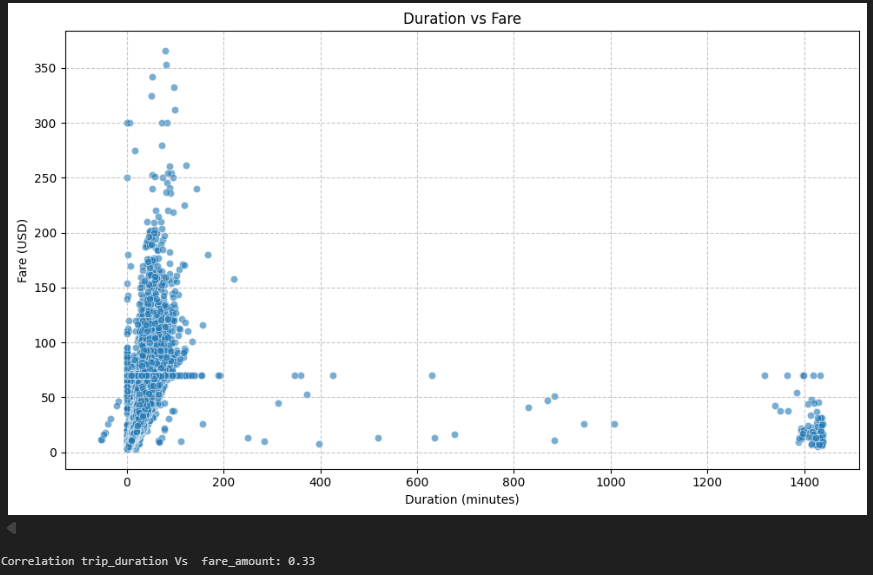 Duration vs Fare
350
300
250
200
150
100
50
0
Fare (USD)
0 200 400 600 800 1000 1200 1400
Duration (minutes)
Correlation trip_duration Vs  fare_amount: 0.33